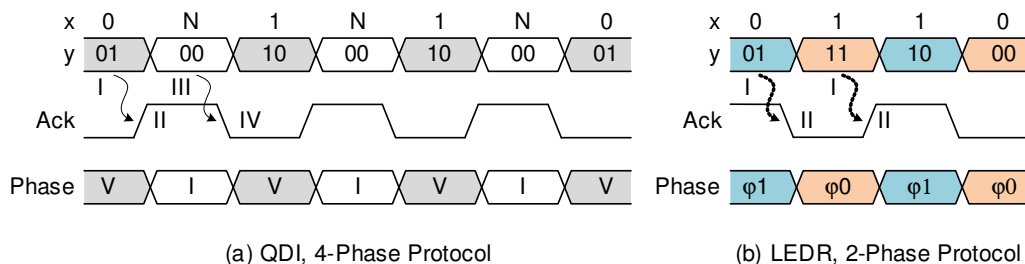 x 0 N 1 N 1 N 0
y 01 00 10 00 10 00 01
I III
Ack II IV
Phase V I V I V I V
(a) QDI, 4-Phase Protocol
x 0 1 1 0
y 01 11 10 00
I I
Ack II II
Phase φ1 φ0 φ1 φ0
(b) LEDR, 2-Phase Protocol